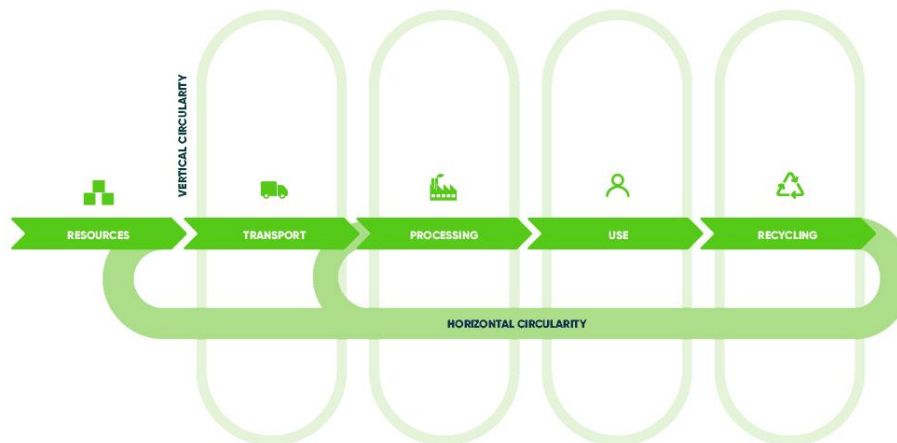 VERTICAL CIRCULARITY
RESOURCES
TRANSPORT
PROCESSING
USE
RECYCLING
HORIZONTAL CIRCULARITY